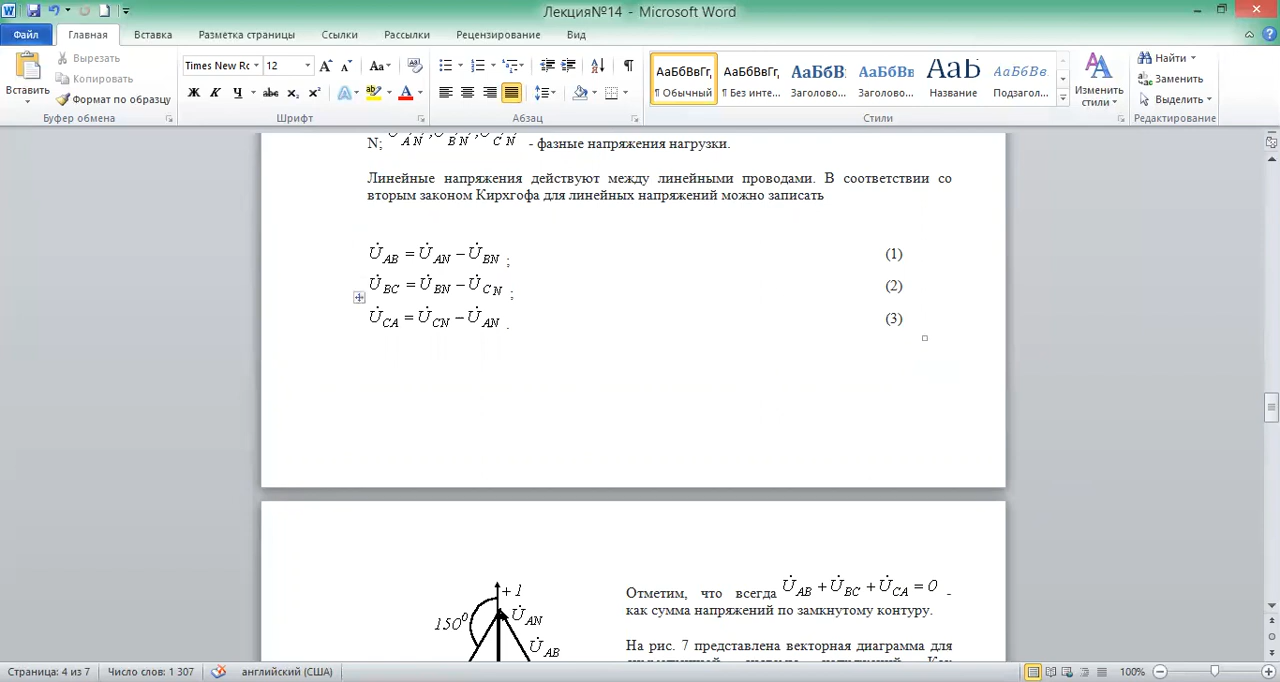 Лекция№14 - Microsoft Word
Файл Главная Вставка Разметка страницы Ссылки Рассылки Рецензирование Вид
Вставить
Вырезать
Копировать
Формат по образцу
Буфер обмена
Times New Rc 12
Ж К Ч abc x₂ x²
Шрифт
Абзац
АаБбВвГг, АаБбВвГг, АаБбВ АаБбВв АаБ АаБбВв
¶ Обычный ¶ Без инте... Заголово... Заголово... Название Подзагол...
Стили
Изменить стили
Найти
Заменить
Выделить
Редактирование
N; - фазные напряжения нагрузки.
Линейные напряжения действуют между линейными проводами. В соответствии со
вторым законом Кирхгофа для линейных напряжений можно записать
U̇AB = U̇AN − U̇BN ; (1)
U̇BC = U̇BN − U̇CN ; (2)
U̇CA = U̇CN − U̇AN . (3)
+1
150⁰
U̇AN
U̇AB
Отметим, что всегда U̇AB + U̇BC + U̇CA = 0 -
как сумма напряжений по замкнутому контуру.
На рис. 7 представлена векторная диаграмма для
Страница: 4 из 7 Число слов: 1 307 английский (США) 100%